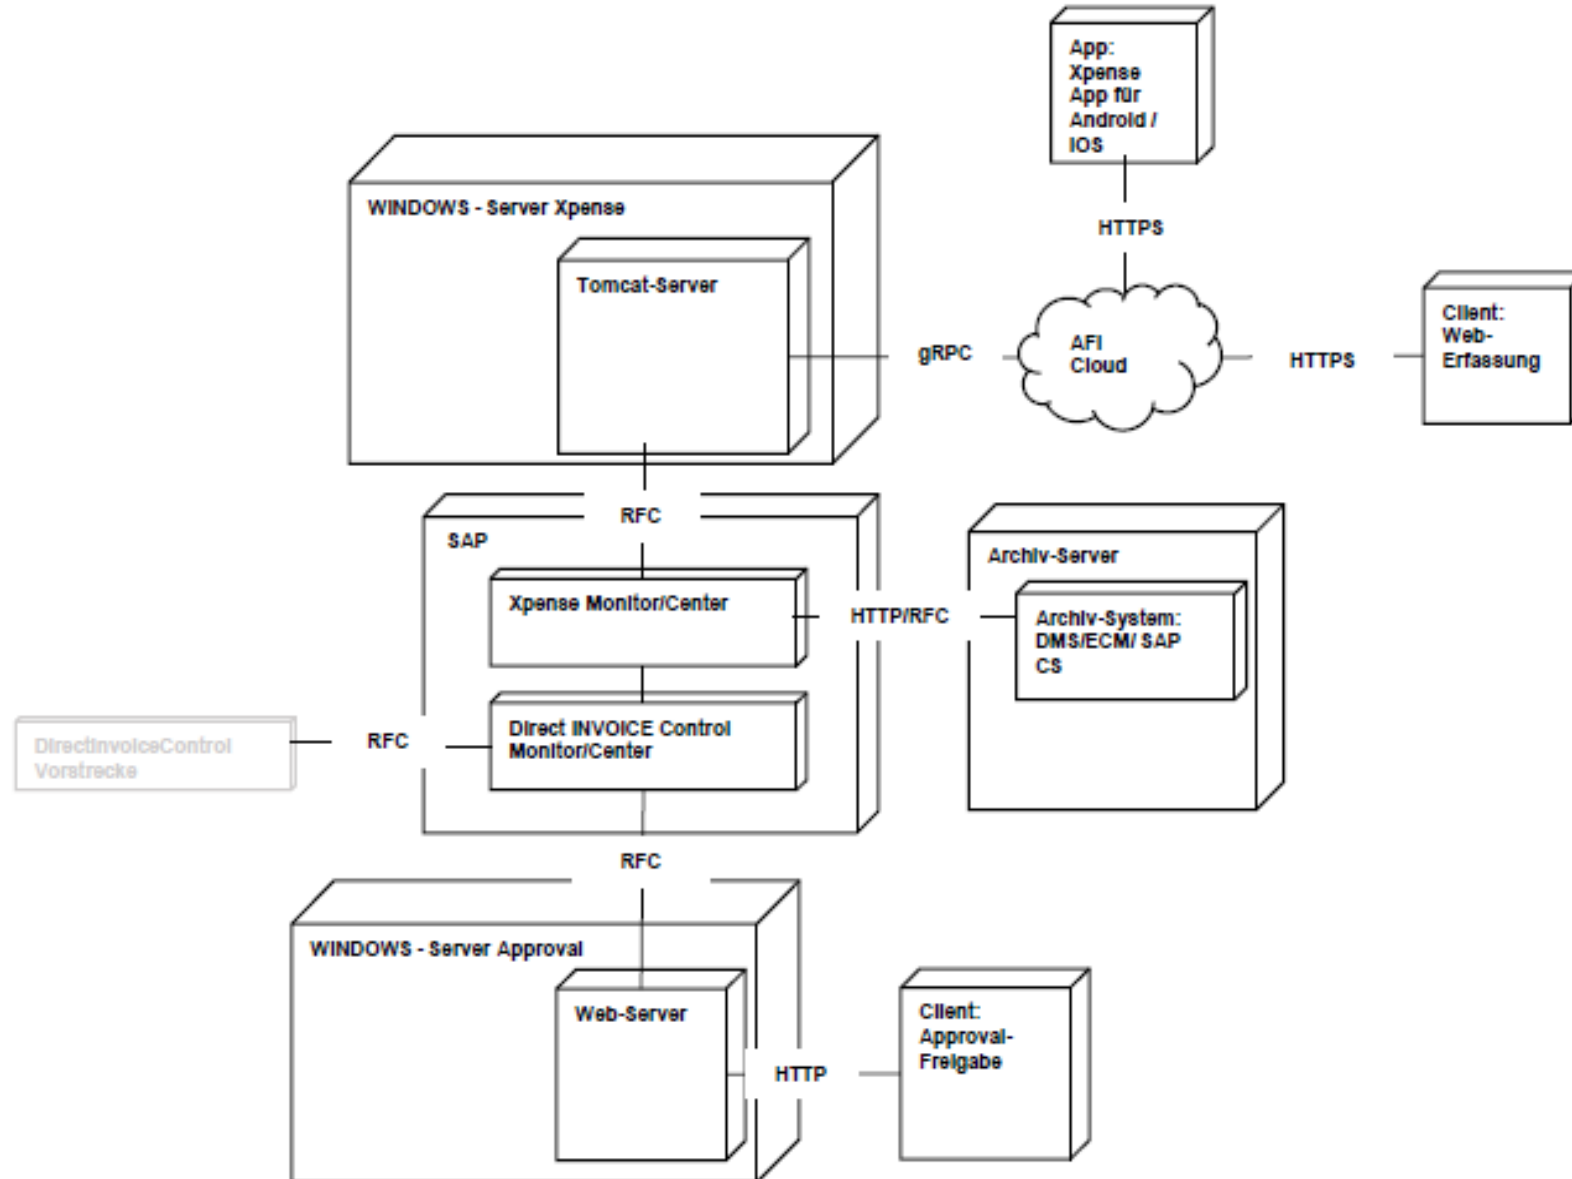 App:
Xpense
App für
Android /
IOS
HTTPS
WINDOWS - Server Xpense
Tomcat-Server
gRPC
AFI
Cloud
HTTPS
Client:
Web-
Erfassung
RFC
SAP
Xpense Monitor/Center
HTTP/RFC
Archiv-Server
Archiv-System:
DMS/ECM/ SAP
CS
DirectInvoiceControl
Vorstrecke
RFC
Direct INVOICE Control
Monitor/Center
RFC
WINDOWS - Server Approval
Web-Server
HTTP
Client:
Approval-
Freigabe